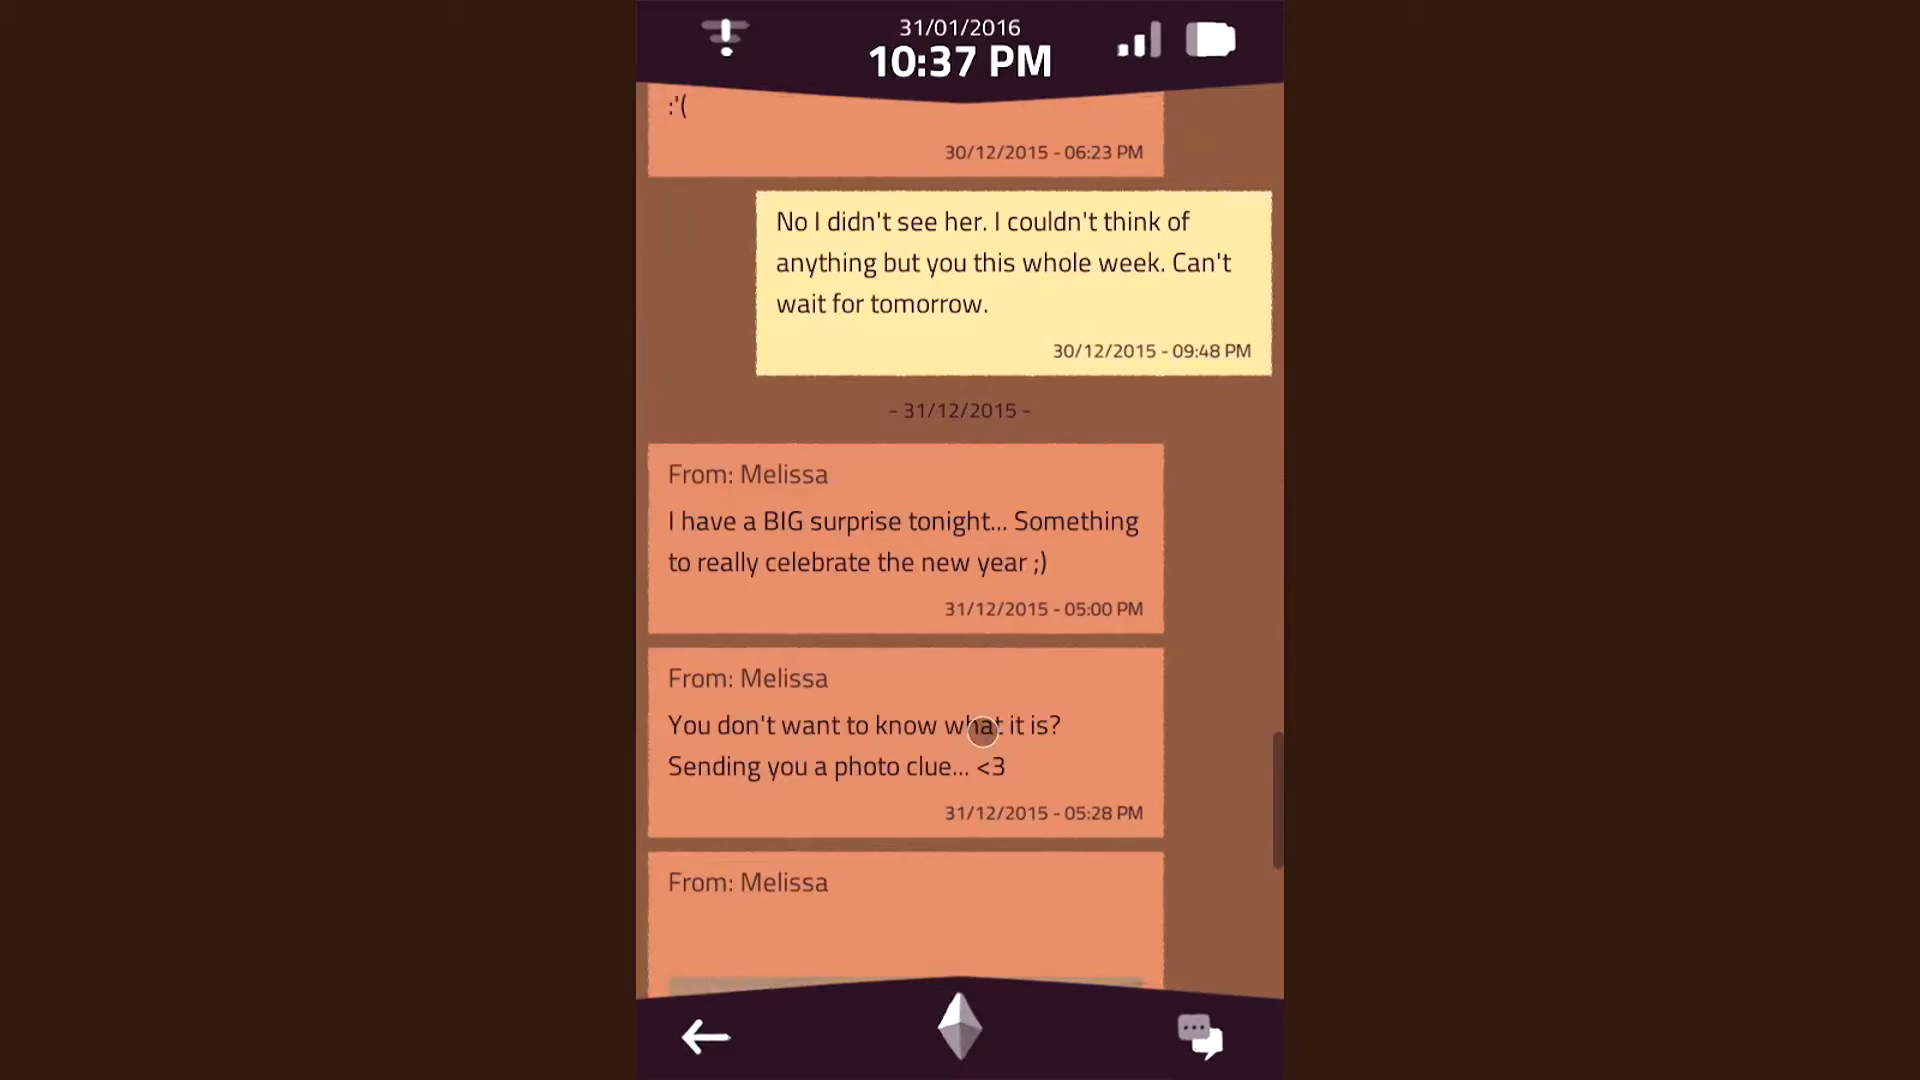 31/01/2016
10:37 PM
:'(
30/12/2015 - 06:23 PM
No I didn't see her. I couldn't think of
anything but you this whole week. Can't
wait for tomorrow.
30/12/2015 - 09:48 PM
- 31/12/2015 -
From: Melissa
I have a BIG surprise tonight... Something
to really celebrate the new year ;)
31/12/2015 - 05:00 PM
From: Melissa
You don't want to know what it is?
Sending you a photo clue... <3
31/12/2015 - 05:28 PM
From: Melissa